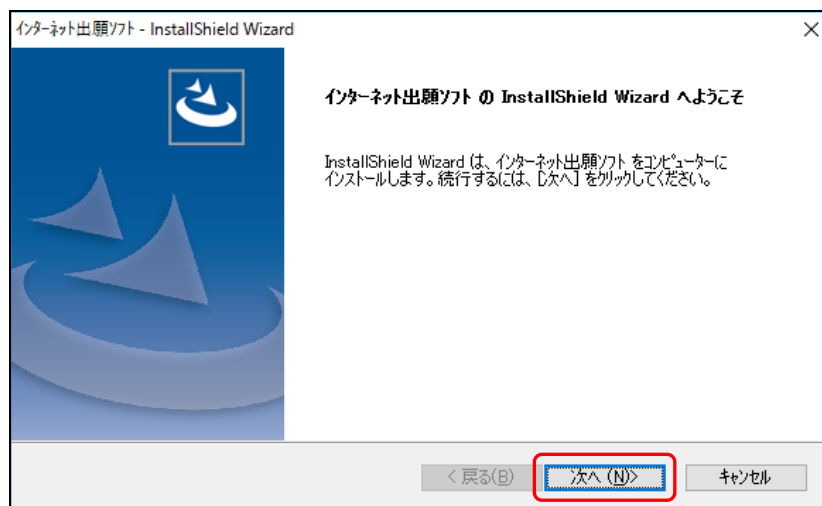 インターネット出願ソフト - InstallShield Wizard
インターネット出願ソフト の InstallShield Wizard へようこそ
InstallShield Wizard は、インターネット出願ソフト をコンピューターに
インストールします。続行するには、[次へ] をクリックしてください。
< 戻る(B)
次へ (N)>
キャンセル